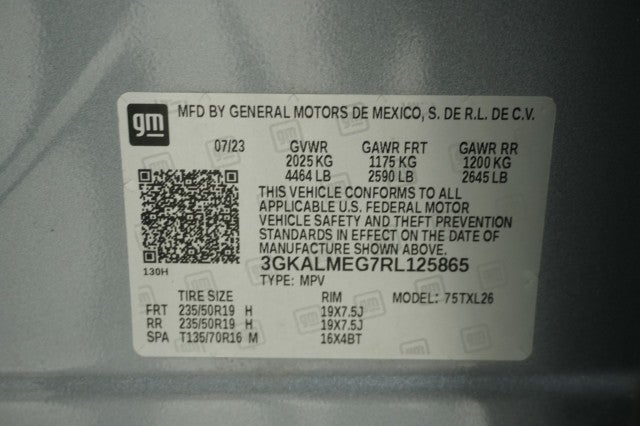 gm MFD BY GENERAL MOTORS DE MEXICO, S. DE R.L. DE C.V.
07/23 GVWR GAWR FRT GAWR RR
2025 KG 1175 KG 1200 KG
4464 LB 2590 LB 2645 LB
THIS VEHICLE CONFORMS TO ALL
APPLICABLE U.S. FEDERAL MOTOR
VEHICLE SAFETY AND THEFT PREVENTION
STANDARDS IN EFFECT ON THE DATE OF
MANUFACTURE SHOWN ABOVE.
130H 3GKALMEG7RL125865
TYPE: MPV MODEL: 75TXL26
TIRE SIZE RIM
FRT 235/50R19 H 19X7.5J
RR 235/50R19 H 19X7.5J
SPA T135/70R16 M 16X4BT